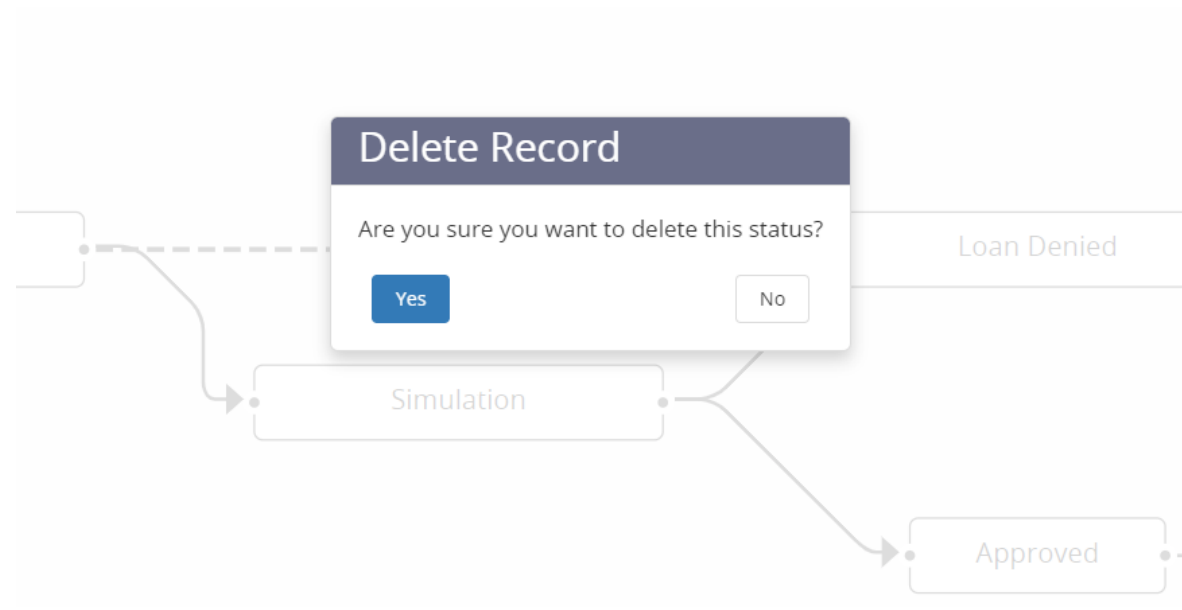 Delete Record
Are you sure you want to delete this status?
Yes No
Loan Denied
Simulation
Approved